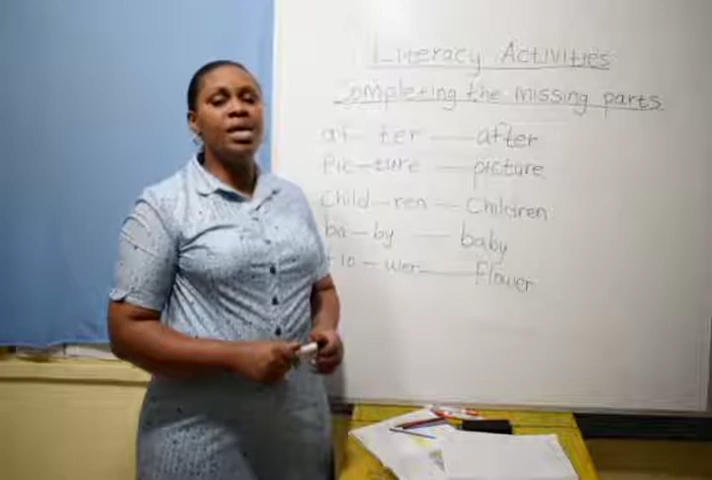 Literacy Activities
Completing the missing parts
af - ter — after
Pic - ture — picture
Child - ren — Children
ba - by — baby
flo - wer — Flower